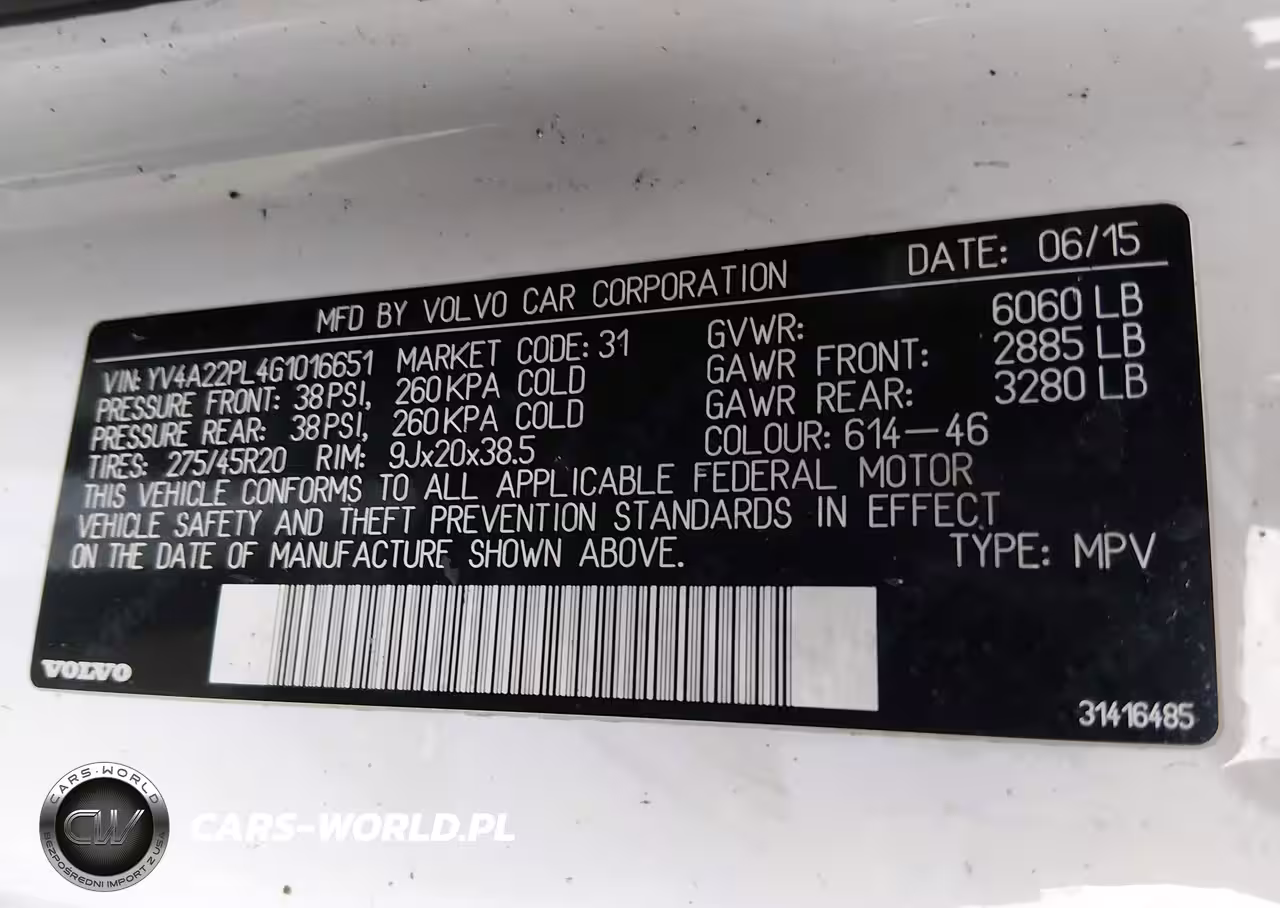 MFD BY VOLVO CAR CORPORATION DATE: 06/15
VIN: YV4A22PL4G1016651 MARKET CODE: 31 GVWR: 6060 LB
PRESSURE FRONT: 38 PSI, 260 KPA COLD GAWR FRONT: 2885 LB
PRESSURE REAR: 38 PSI, 260 KPA COLD GAWR REAR: 3280 LB
TIRES: 275/45R20 RIM: 9Jx20x38.5 COLOUR: 614-46
THIS VEHICLE CONFORMS TO ALL APPLICABLE FEDERAL MOTOR
VEHICLE SAFETY AND THEFT PREVENTION STANDARDS IN EFFECT
ON THE DATE OF MANUFACTURE SHOWN ABOVE. TYPE: MPV
VOLVO
31416485
CARS-WORLD
CW
BEZPOŚREDNI IMPORT Z USA
CARS-WORLD.PL